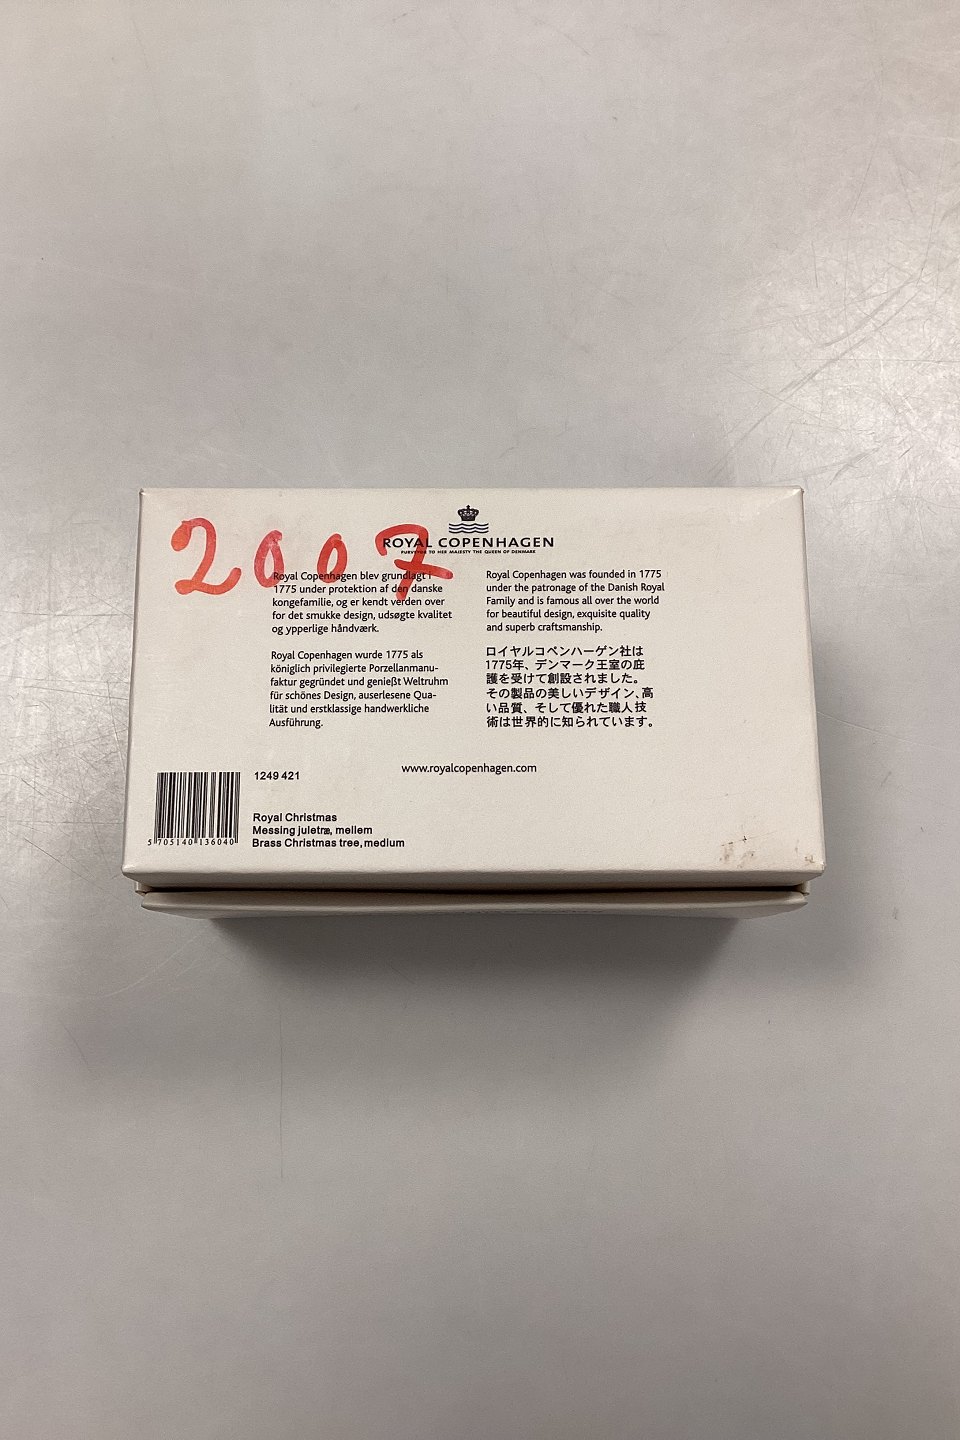 2007
ROYAL COPENHAGEN
PURVEYOR TO HER MAJESTY THE QUEEN OF DENMARK
Royal Copenhagen blev grundlagt i
1775 under protektion af den danske
kongefamilie, og er kendt verden over
for det smukke design, udsøgte kvalitet
og ypperlige håndværk.
Royal Copenhagen wurde 1775 als
königlich privilegierte Porzellanmanu-
faktur gegründet und genießt Weltruhm
für schönes Design, auserlesene Qua-
lität und erstklassige handwerkliche
Ausführung.
Royal Copenhagen was founded in 1775
under the patronage of the Danish Royal
Family and is famous all over the world
for beautiful design, exquisite quality
and superb craftsmanship.
ロイヤルコペンハーゲン社は
1775年、デンマーク王室の庇
護を受けて創設されました。
その製品の美しいデザイン、高
い品質、そして優れた職人技
術は世界的に知られています。
www.royalcopenhagen.com
1249 421
5 705140 136040
Royal Christmas
Messing juletræ, mellem
Brass Christmas tree, medium